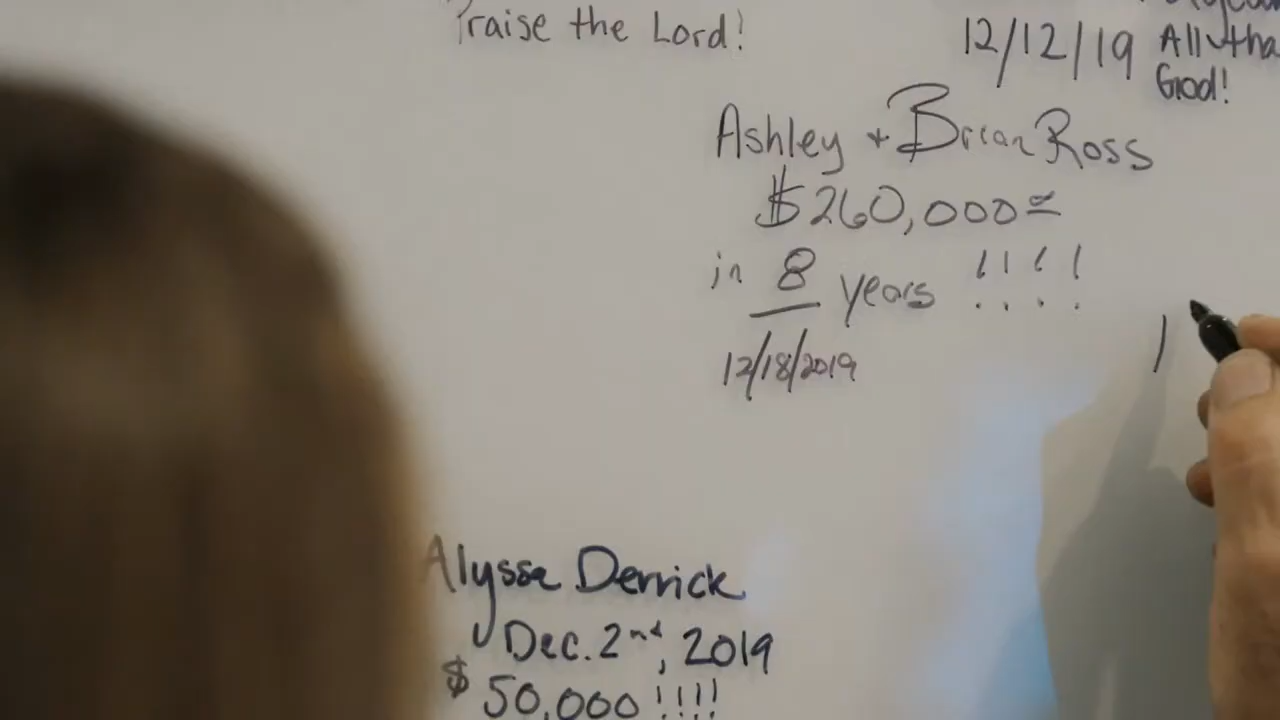 Praise the Lord!
12/12/19
All tha
God!
Ashley + Brian Ross
$260,000=
in 8 years !!!!
12/18/2019
Alyssa Derrick
Dec. 2nd, 2019
$50,000 !!!!